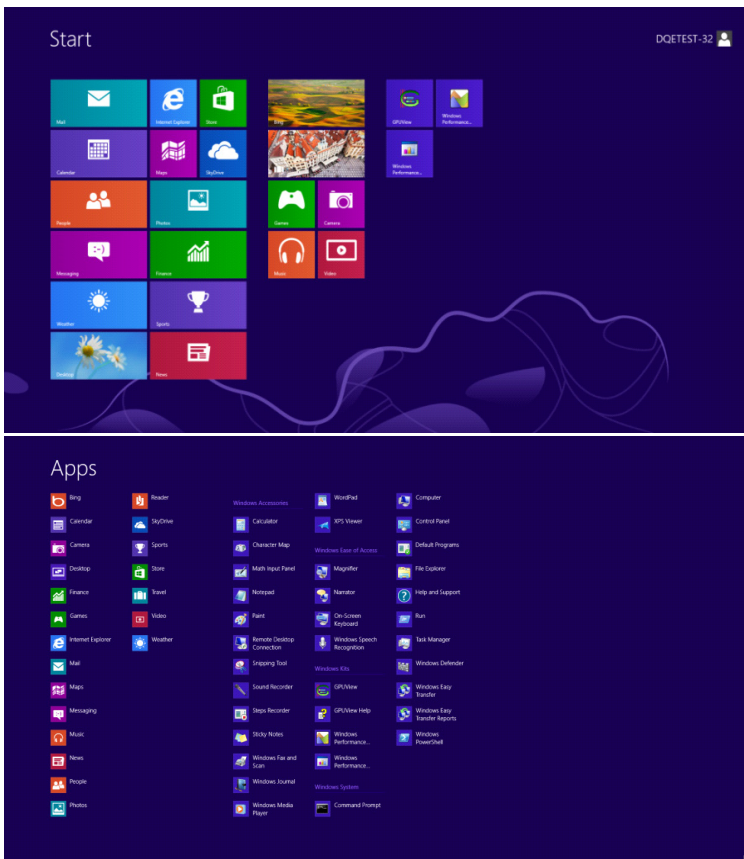 Start
DQETEST-32
Mail
Internet Explorer
Store
Bing
GPUView
Windows
Performance...
Calendar
Maps
SkyDrive
Windows
Performance...
People
Photos
Games
Camera
Messaging
Finance
Music
Video
Weather
Sports
Desktop
News
Apps
Bing
Calendar
Camera
Desktop
Finance
Games
Internet Explorer
Mail
Maps
Messaging
Music
News
People
Photos
Reader
SkyDrive
Sports
Store
Travel
Video
Weather
Windows Accessories
Calculator
Character Map
Math Input Panel
Notepad
Paint
Remote Desktop
Connection
Snipping Tool
Sound Recorder
Steps Recorder
Sticky Notes
Windows Fax and
Scan
Windows Journal
Windows Media
Player
WordPad
XPS Viewer
Windows Ease of Access
Magnifier
Narrator
On-Screen
Keyboard
Windows Speech
Recognition
Windows Kits
GPUView
GPUView Help
Windows
Performance...
Windows
Performance...
Windows System
Command Prompt
Computer
Control Panel
Default Programs
File Explorer
Help and Support
Run
Task Manager
Windows Defender
Windows Easy
Transfer
Windows Easy
Transfer Reports
Windows
PowerShell